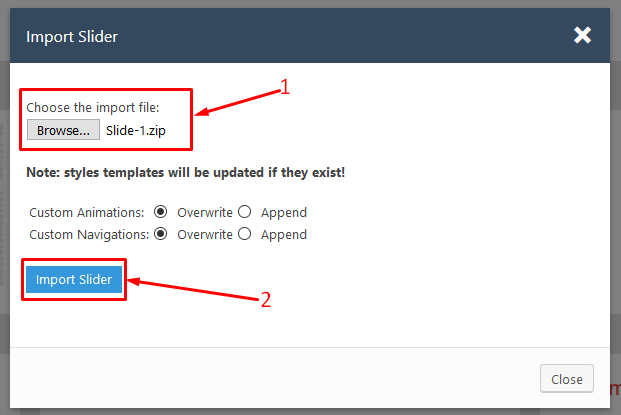 Import Slider
1
Choose the import file:
Browse... Slide-1.zip
Note: styles templates will be updated if they exist!
Custom Animations: Overwrite Append
Custom Navigations: Overwrite Append
Import Slider
2
Close
m